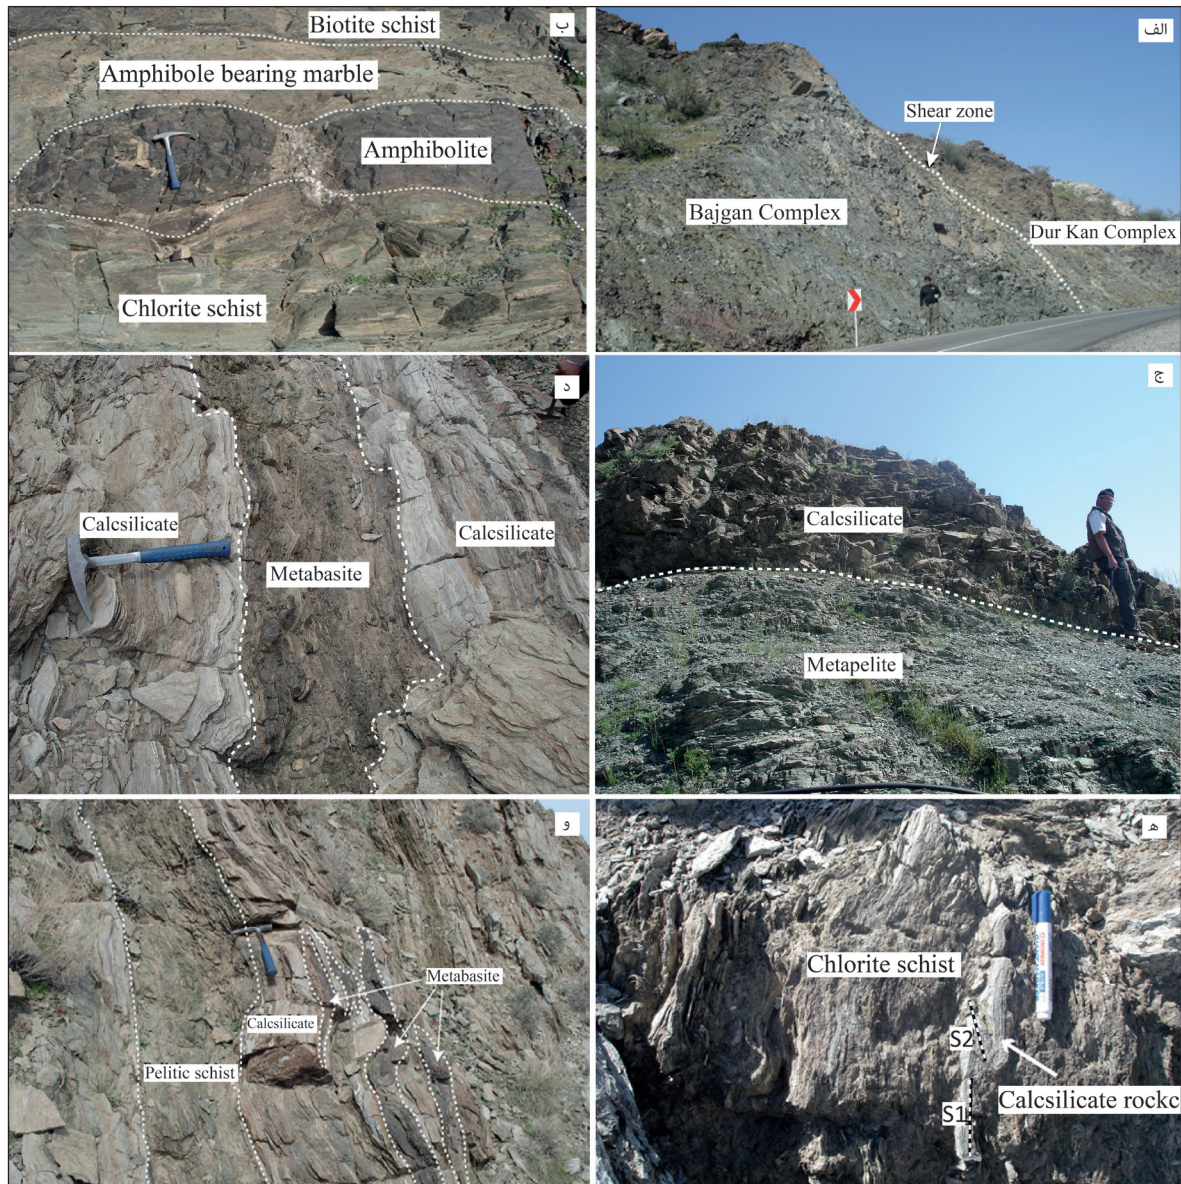 الف
Shear zone
Bajgan Complex
Dur Kan Complex
ب
Biotite schist
Amphibole bearing marble
Amphibolite
Chlorite schist
ج
Calcsilicate
Metapelite
د
Calcsilicate
Calcsilicate
Metabasite
ه
Chlorite schist
S2
S1
Calcsilicate rockc
و
Metabasite
Calcsilicate
Pelitic schist